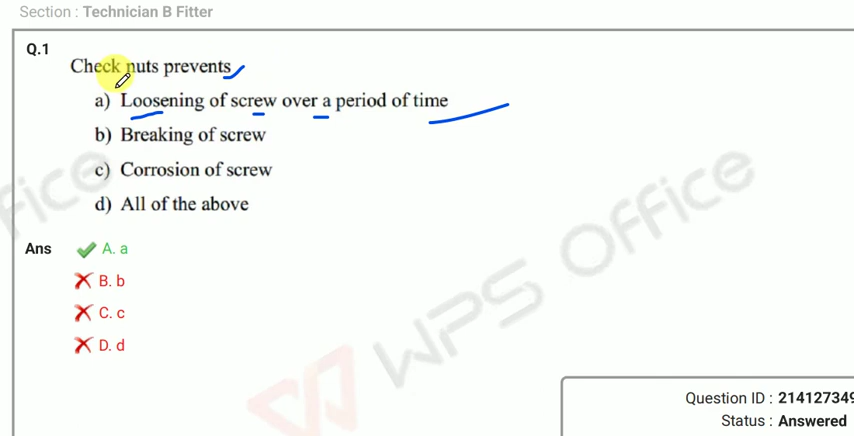 Section : Technician B Fitter
Q.1
Check nuts prevents
a) Loosening of screw over a period of time
b) Breaking of screw
c) Corrosion of screw
d) All of the above
Ans
A. a
B. b
C. c
D. d
WPS Office
Question ID : 214127349
Status : Answered